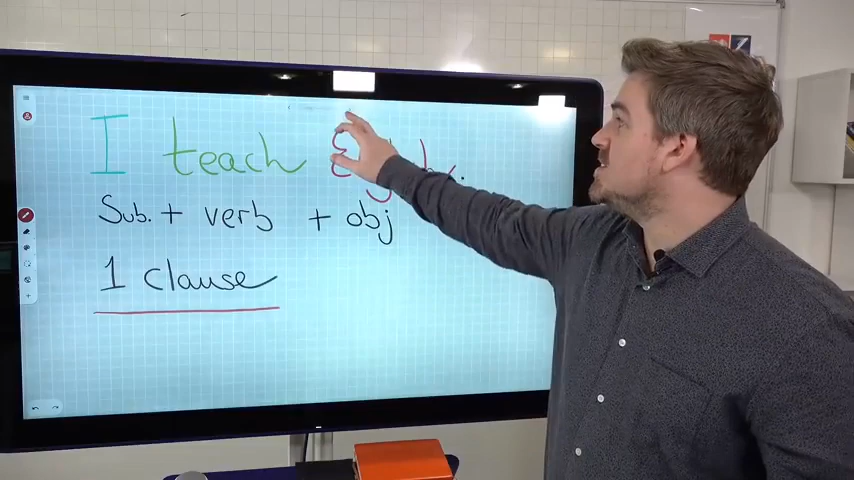 I teach
Sub. + verb + obj
1 clause